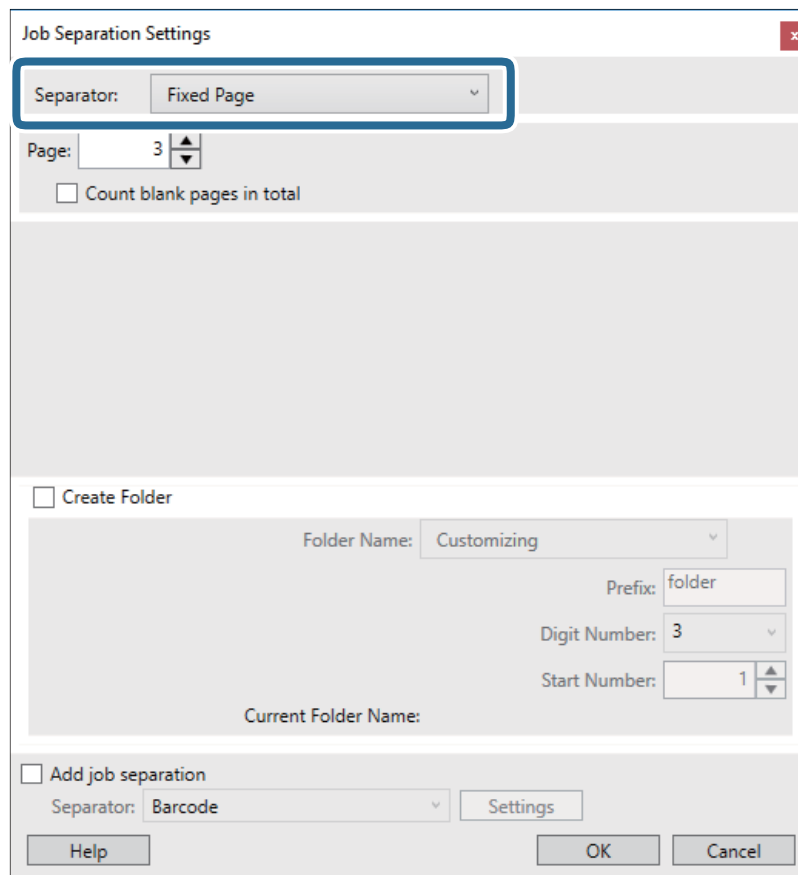 Job Separation Settings
x
Separator: Fixed Page
Page: 3
Count blank pages in total
Create Folder
Folder Name: Customizing
Prefix: folder
Digit Number: 3
Start Number: 1
Current Folder Name:
Add job separation
Separator: Barcode Settings
Help OK Cancel